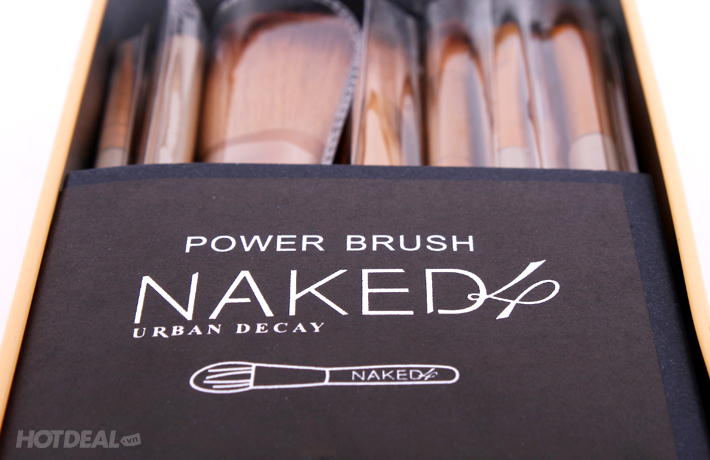 POWER BRUSH
NAKED4
URBAN DECAY
NAKED4
HOTDEAL.vn